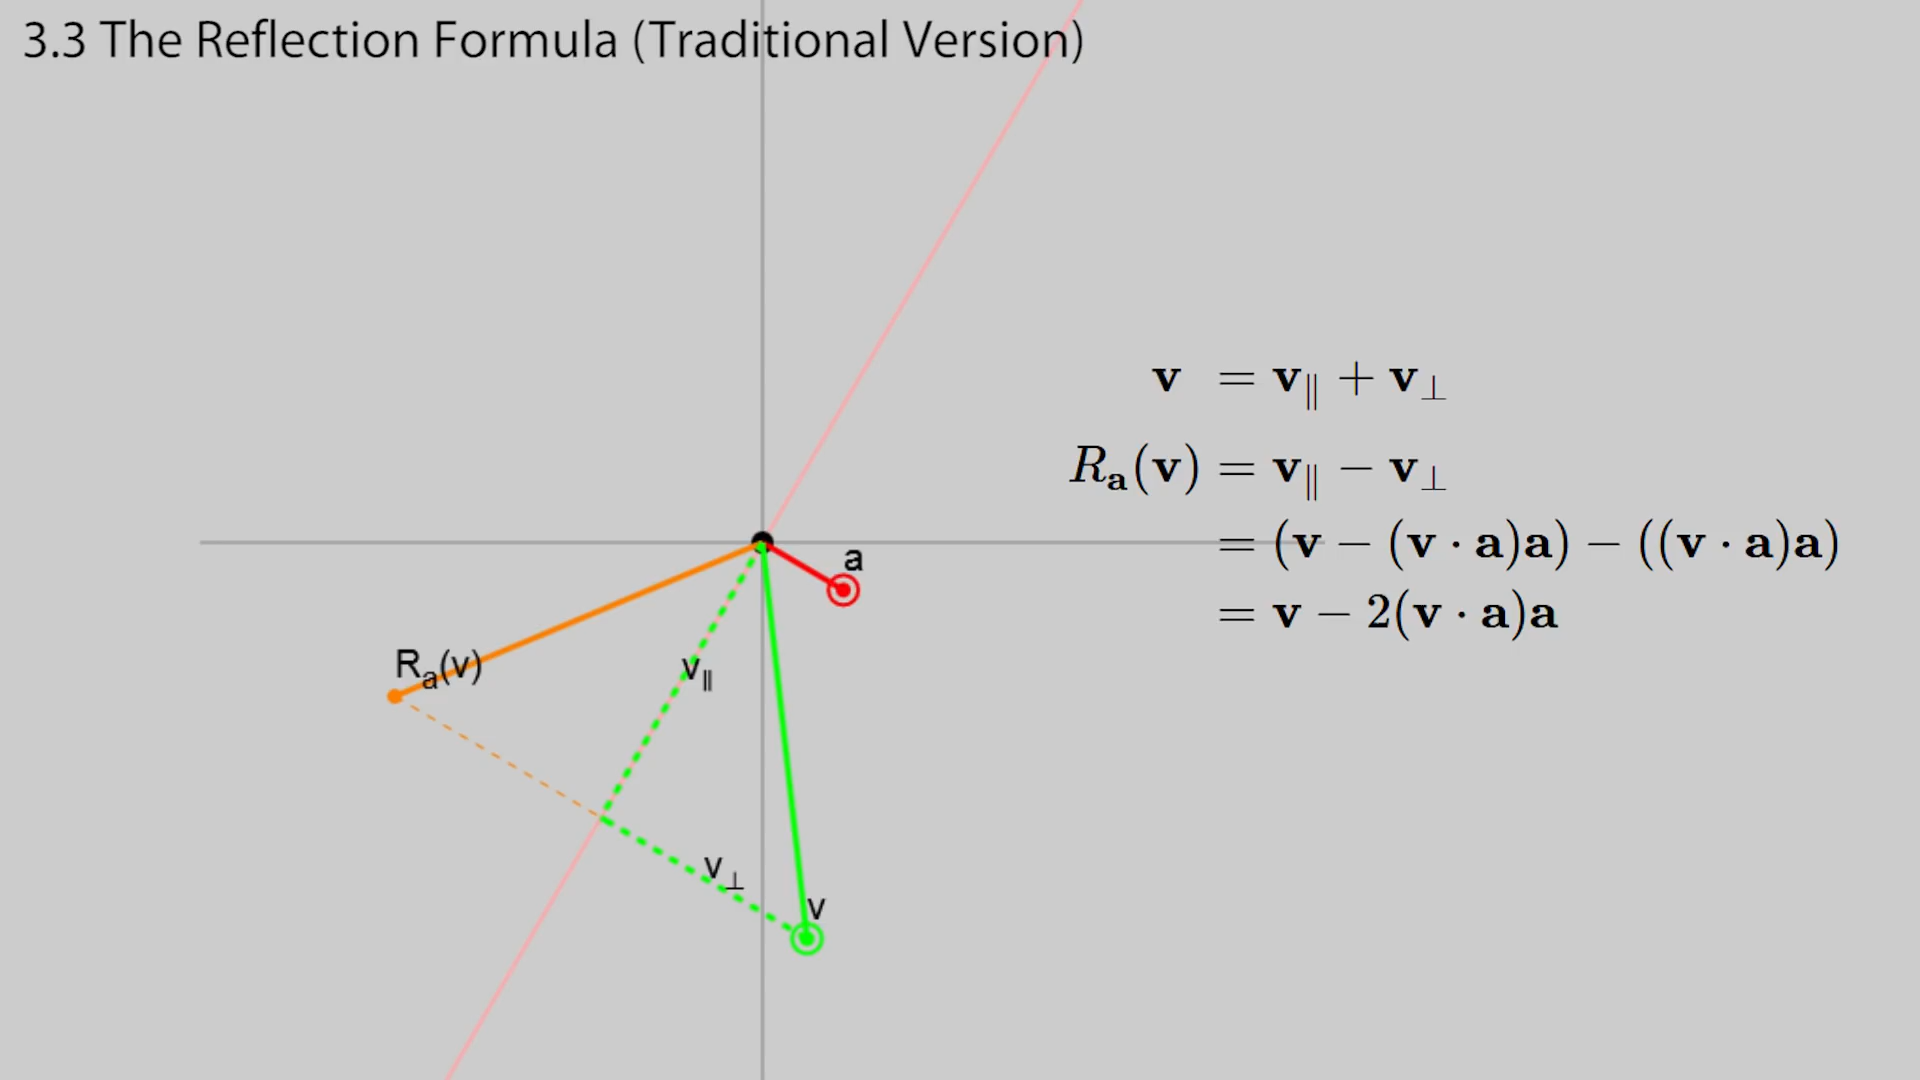 3.3 The Reflection Formula (Traditional Version)
v = v∥ + v⊥
Rₐ(v) = v∥ − v⊥
= (v − (v · a)a) − ((v · a)a)
= v − 2(v · a)a
a
Rₐ(v)
v∥
v⊥
v